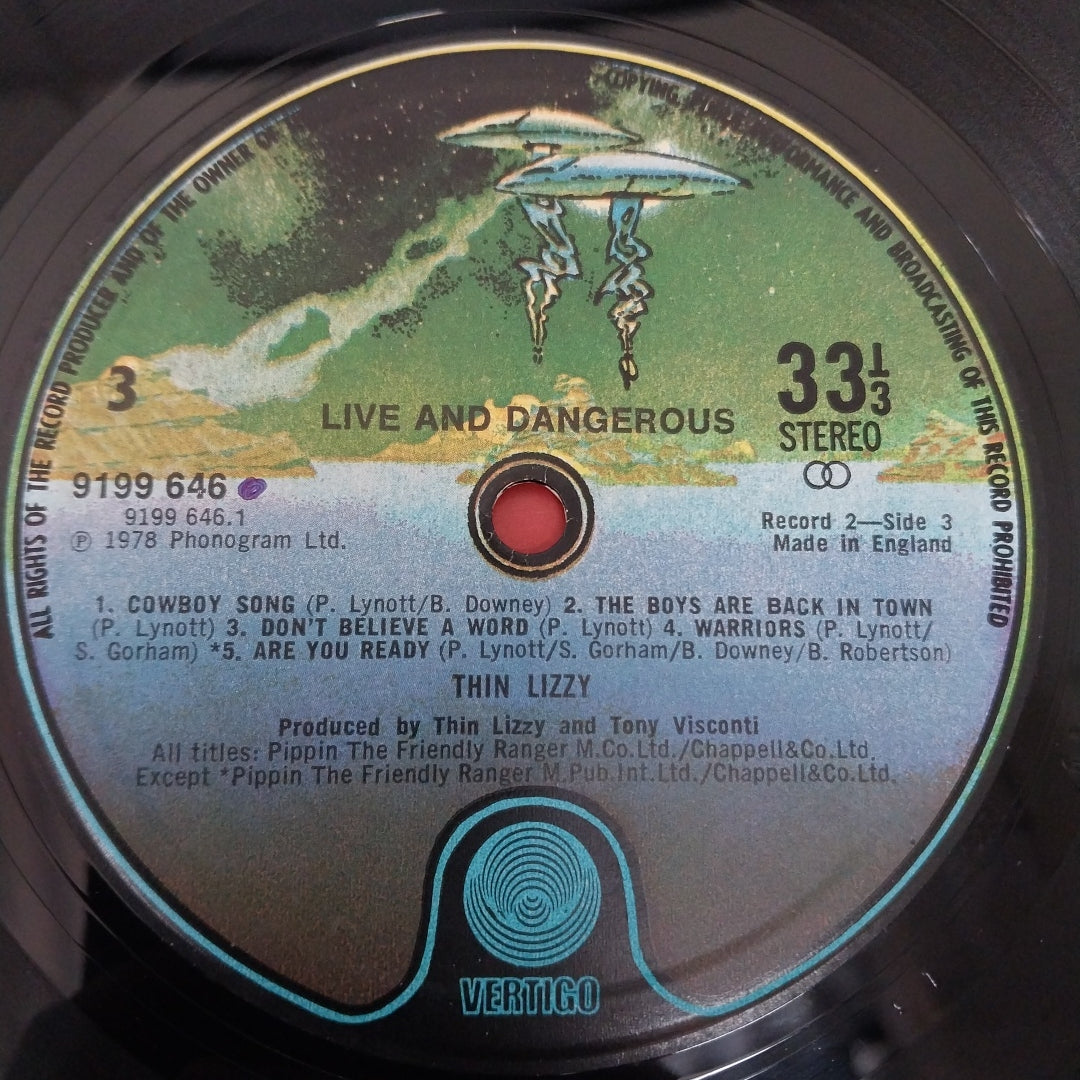 ALL RIGHTS OF THE RECORD PRODUCER AND OF THE OWNER OF
COPYING, PERFORMANCE AND BROADCASTING OF THIS RECORD PROHIBITED
3
LIVE AND DANGEROUS
33 1/3
STEREO
9199 646
9199 646.1
℗ 1978 Phonogram Ltd.
Record 2—Side 3
Made in England
1. COWBOY SONG (P. Lynott/B. Downey) 2. THE BOYS ARE BACK IN TOWN
(P. Lynott) 3. DON'T BELIEVE A WORD (P. Lynott) 4. WARRIORS (P. Lynott/
S. Gorham) *5. ARE YOU READY (P. Lynott/S. Gorham/B. Downey/B. Robertson)
THIN LIZZY
Produced by Thin Lizzy and Tony Visconti
All titles: Pippin The Friendly Ranger M.Co.Ltd./Chappell&Co.Ltd.
Except *Pippin The Friendly Ranger M.Pub.Int.Ltd./Chappell&Co.Ltd.
VERTIGO